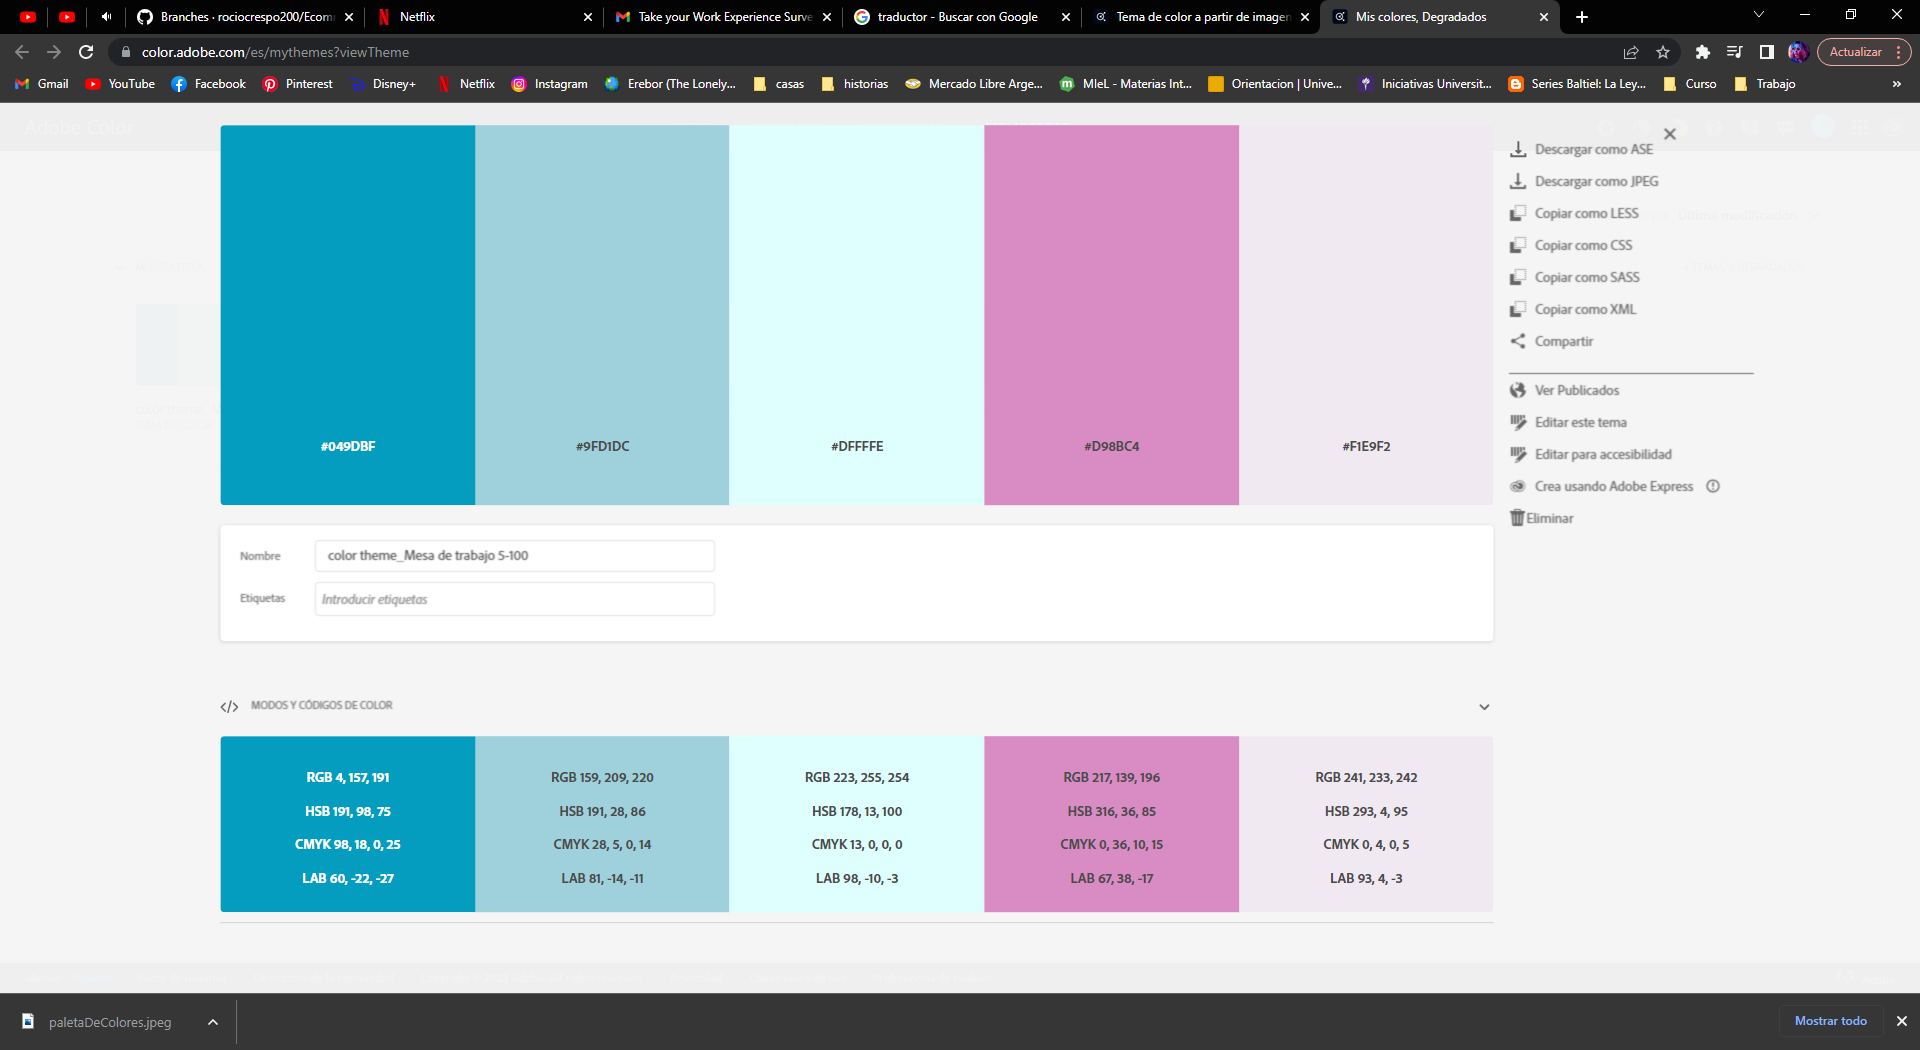 Branches · rociocrespo200/Ecom
Netflix
Take your Work Experience Surve
traductor - Buscar con Google
Tema de color a partir de imagen
Mis colores, Degradados
color.adobe.com/es/mythemes?viewTheme
Actualizar
Gmail
YouTube
Facebook
Pinterest
Disney+
Netflix
Instagram
Erebor (The Lonely...
casas
historias
Mercado Libre Arge...
MIeL - Materias Int...
Orientacion | Unive...
Iniciativas Universit...
Series Baltiel: La Ley...
Curso
Trabajo
»
Adobe Color
Descargar como ASE
Descargar como JPEG
Copiar como LESS
Copiar como CSS
Copiar como SASS
Copiar como XML
Compartir
Ver Publicados
Editar este tema
Editar para accesibilidad
Crea usando Adobe Express
Eliminar
#049DBF
#9FD1DC
#DFFFFE
#D98BC4
#F1E9F2
Nombre
color theme_Mesa de trabajo 5-100
Etiquetas
Introducir etiquetas
</> MODOS Y CÓDIGOS DE COLOR
RGB 4, 157, 191
HSB 191, 98, 75
CMYK 98, 18, 0, 25
LAB 60, -22, -27
RGB 159, 209, 220
HSB 191, 28, 86
CMYK 28, 5, 0, 14
LAB 81, -14, -11
RGB 223, 255, 254
HSB 178, 13, 100
CMYK 13, 0, 0, 0
LAB 98, -10, -3
RGB 217, 139, 196
HSB 316, 36, 85
CMYK 0, 36, 10, 15
LAB 67, 38, -17
RGB 241, 233, 242
HSB 293, 4, 95
CMYK 0, 4, 0, 5
LAB 93, 4, -3
paletaDeColores.jpeg
Mostrar todo